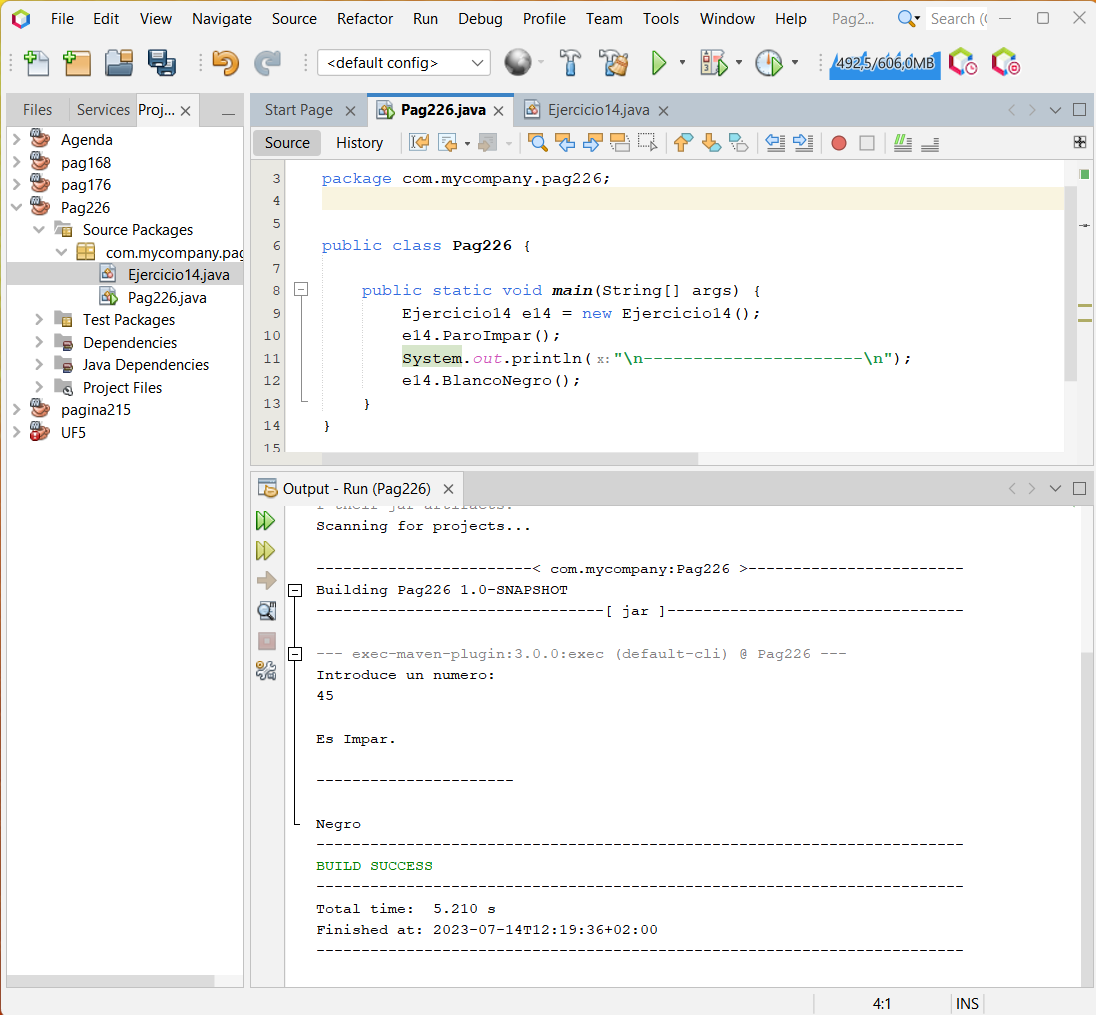 File Edit View Navigate Source Refactor Run Debug Profile Team Tools Window Help Pag2... Search (
<default config> 492,5/606,0MB
Files Services Proj...
Agenda
pag168
pag176
Pag226
Source Packages
com.mycompany.pag
Ejercicio14.java
Pag226.java
Test Packages
Dependencies
Java Dependencies
Project Files
pagina215
UF5
Start Page Pag226.java Ejercicio14.java
Source History
3 package com.mycompany.pag226;
4
5
6 public class Pag226 {
7
8 public static void main(String[] args) {
9 Ejercicio14 e14 = new Ejercicio14();
10 e14.ParoImpar();
11 System.out.println(x:"\n----------------------\n");
12 e14.BlancoNegro();
13 }
14 }
15
Output - Run (Pag226)
Scanning for projects...
------------------------< com.mycompany:Pag226 >------------------------
Building Pag226 1.0-SNAPSHOT
--------------------------------[ jar ]---------------------------------
--- exec-maven-plugin:3.0.0:exec (default-cli) @ Pag226 ---
Introduce un numero:
45
Es Impar.
----------------------
Negro
------------------------------------------------------------------------
BUILD SUCCESS
------------------------------------------------------------------------
Total time: 5.210 s
Finished at: 2023-07-14T12:19:36+02:00
------------------------------------------------------------------------
4:1 INS